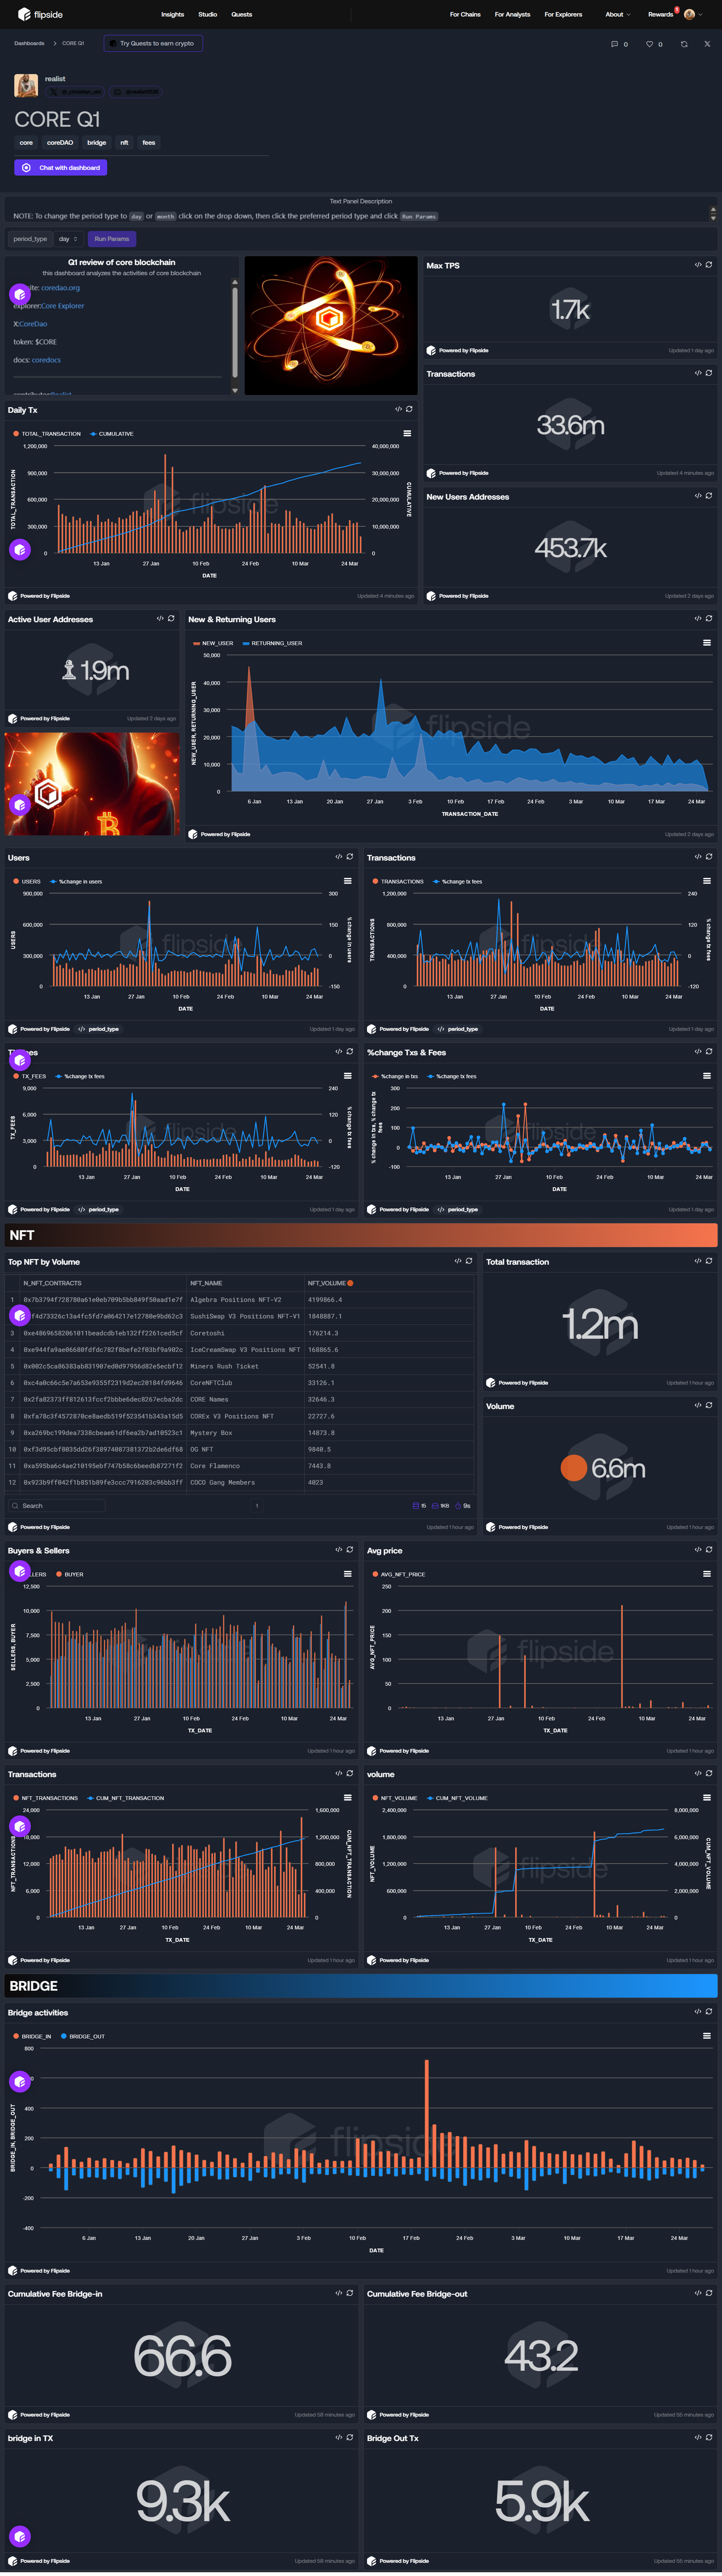 flipside
Insights Studio Quests
For Chains For Analysts For Explorers About Rewards 5
Dashboards CORE Q1
Try Quests to earn crypto
0 0
realist
CORE Q1
core coreDAO bridge nft fees
Chat with dashboard
Text Panel Description
NOTE: To change the period type to day or month click on the drop down, then click the preferred period type and click Run Params
period_type day Run Params
Q1 review of core blockchain
this dashboard analyzes the activities of core blockchain
coredao.org
explorer:Core Explorer
X:CoreDao
token: $CORE
docs: coredocs
Max TPS
1.7k
Powered by Flipside Updated 1 day ago
Transactions
33.6m
Powered by Flipside Updated 4 minutes ago
New Users Addresses
453.7k
Powered by Flipside Updated 2 days ago
Daily Tx
TOTAL_TRANSACTION CUMULATIVE
1,200,000 40,000,000
900,000 30,000,000
600,000 20,000,000
300,000 10,000,000
0 0
TOTAL_TRANSACTION
CUMULATIVE
flipside
13 Jan 27 Jan 10 Feb 24 Feb 10 Mar 24 Mar
DATE
Powered by Flipside Updated 4 minutes ago
Active User Addresses
1.9m
Powered by Flipside Updated 2 days ago
New & Returning Users
NEW_USER RETURNING_USER
50,000
40,000
30,000
20,000
10,000
0
NEW_USER, RETURNING_USER
flipside
6 Jan 13 Jan 20 Jan 27 Jan 3 Feb 10 Feb 17 Feb 24 Feb 3 Mar 10 Mar 17 Mar 24 Mar
TRANSACTION_DATE
Powered by Flipside Updated 2 days ago
Users
USERS %change in users
900,000 300
600,000 150
300,000 0
0 -150
USERS
% change in users
flipside
13 Jan 27 Jan 10 Feb 24 Feb 10 Mar 24 Mar
DATE
Powered by Flipside period_type Updated 1 day ago
Transactions
TRANSACTIONS %change tx fees
1,200,000 240
800,000 120
400,000 0
0 -120
TRANSACTIONS
% change tx fees
flipside
13 Jan 27 Jan 10 Feb 24 Feb 10 Mar 24 Mar
DATE
Powered by Flipside period_type Updated 1 day ago
TX_FEES %change tx fees
9,000 240
6,000 120
3,000 0
0 -120
TX_FEES
%change tx fees
flipside
13 Jan 27 Jan 10 Feb 24 Feb 10 Mar 24 Mar
DATE
Powered by Flipside period_type Updated 1 day ago
%change Txs & Fees
%change in txs %change tx fees
300
200
100
0
-100
% change in txs, % change tx fees
flipside
13 Jan 27 Jan 10 Feb 24 Feb 10 Mar 24 Mar
DATE
Powered by Flipside period_type Updated 1 day ago
NFT
Top NFT by Volume
N_NFT_CONTRACTS NFT_NAME NFT_VOLUME
1 Algebra Positions NFT-V2 4199866.4
SushiSwap V3 Positions NFT-V1 1848887.1
3 Coretoshi 176214.3
4 IceCreamSwap V3 Positions NFT 168865.6
5 Miners Rush Ticket 52541.8
6 CoreNFTClub 33126.1
7 CORE Names 32646.3
8 COREx V3 Positions NFT 22727.6
9 Mystery Box 14873.8
10 OG NFT 9840.5
11 Core Flamenco 7443.8
12 COCO Gang Members 4023
Search 1 15 1KB 9s
Powered by Flipside Updated 1 hour ago
Total transaction
1.2m
Powered by Flipside Updated 1 hour ago
Volume
6.6m
Powered by Flipside Updated 1 hour ago
Buyers & Sellers
BUYER
12,500
10,000
7,500
5,000
2,500
0
SELLERS, BUYER
flipside
13 Jan 27 Jan 10 Feb 24 Feb 10 Mar 24 Mar
TX_DATE
Powered by Flipside Updated 1 hour ago
Avg price
AVG_NFT_PRICE
250
200
150
100
50
0
AVG_NFT_PRICE
flipside
13 Jan 27 Jan 10 Feb 24 Feb 10 Mar 24 Mar
TX_DATE
Powered by Flipside Updated 1 hour ago
Transactions
NFT_TRANSACTIONS CUM_NFT_TRANSACTION
24,000 1,600,000
18,000 1,200,000
12,000 800,000
6,000 400,000
0 0
NFT_TRANSACTIONS
CUM_NFT_TRANSACTION
13 Jan 27 Jan 10 Feb 24 Feb 10 Mar 24 Mar
TX_DATE
Powered by Flipside Updated 1 hour ago
volume
NFT_VOLUME CUM_NFT_VOLUME
2,400,000 8,000,000
1,800,000 6,000,000
1,200,000 4,000,000
600,000 2,000,000
0 0
NFT_VOLUME
CUM_NFT_VOLUME
flipside
13 Jan 27 Jan 10 Feb 24 Feb 10 Mar 24 Mar
TX_DATE
Powered by Flipside Updated 1 hour ago
BRIDGE
Bridge activities
BRIDGE_IN BRIDGE_OUT
800
400
200
0
-200
-400
BRIDGE_IN, BRIDGE_OUT
flipside
6 Jan 13 Jan 20 Jan 27 Jan 3 Feb 10 Feb 17 Feb 24 Feb 3 Mar 10 Mar 17 Mar 24 Mar
DATE
Powered by Flipside Updated 1 hour ago
Cumulative Fee Bridge-in
66.6
Powered by Flipside Updated 58 minutes ago
Cumulative Fee Bridge-out
43.2
Powered by Flipside Updated 55 minutes ago
bridge in TX
9.3k
Powered by Flipside Updated 58 minutes ago
Bridge Out Tx
5.9k
Powered by Flipside Updated 55 minutes ago